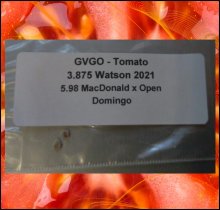 GVGO - Tomato
3.875 Watson 2021
5.98 MacDonald x Open
Domingo